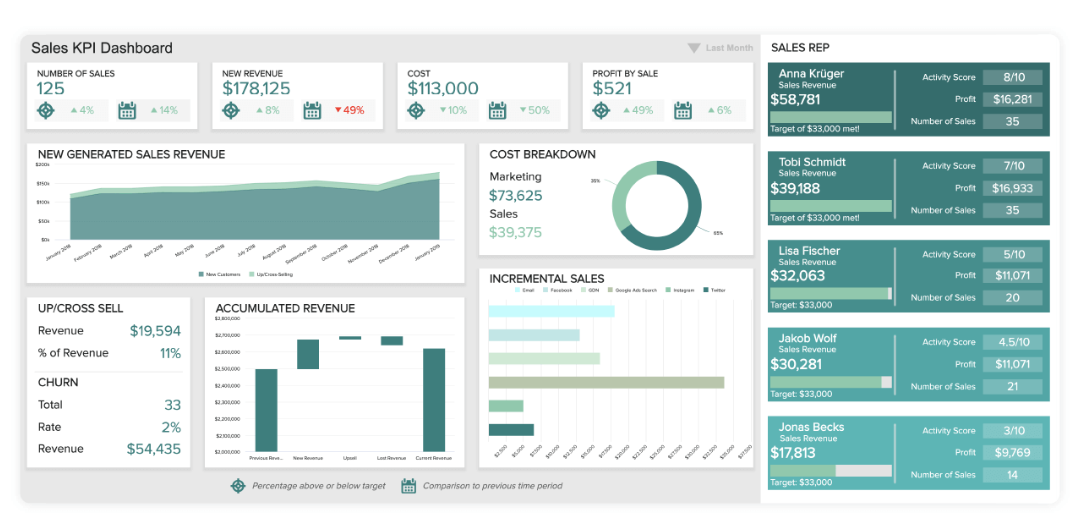 Sales KPI Dashboard
Last Month
NUMBER OF SALES
125
4%
14%
NEW REVENUE
$178,125
8%
49%
COST
$113,000
10%
50%
PROFIT BY SALE
$521
49%
6%
NEW GENERATED SALES REVENUE
$200k
$150k
$100k
$50k
$0k
January 2018
February 2018
March 2018
April 2018
May 2018
June 2018
July 2018
August 2018
September 2018
October 2018
November 2018
December 2018
January 2019
New Customers
Up/Cross-Selling
COST BREAKDOWN
Marketing
$73,625
Sales
$39,375
35%
65%
UP/CROSS SELL
Revenue
$19,594
% of Revenue
11%
CHURN
Total
33
Rate
2%
Revenue
$54,435
ACCUMULATED REVENUE
$2,800,000
$2,700,000
$2,600,000
$2,500,000
$2,400,000
$2,300,000
$2,200,000
$2,100,000
$2,000,000
Previous Reve...
New Revenue
Upsell
Lost Revenue
Current Revenue
INCREMENTAL SALES
Email
Facebook
GDN
Google Ads Search
Instagram
Twitter
$2,500
$5,000
$7,500
$10,000
$12,500
$15,000
$17,500
$20,000
$22,500
$25,000
$27,500
$30,000
$32,500
$35,000
$37,500
Percentage above or below target
Comparison to previous time period
SALES REP
Anna Krüger
Sales Revenue
$58,781
Target of $33,000 met!
Activity Score 8/10
Profit $16,281
Number of Sales 35
Tobi Schmidt
Sales Revenue
$39,188
Target of $33,000 met!
Activity Score 7/10
Profit $16,933
Number of Sales 35
Lisa Fischer
Sales Revenue
$32,063
Target: $33,000
Activity Score 5/10
Profit $11,071
Number of Sales 20
Jakob Wolf
Sales Revenue
$30,281
Target: $33,000
Activity Score 4.5/10
Profit $11,071
Number of Sales 21
Jonas Becks
Sales Revenue
$17,813
Target: $33,000
Activity Score 3/10
Profit $9,769
Number of Sales 14